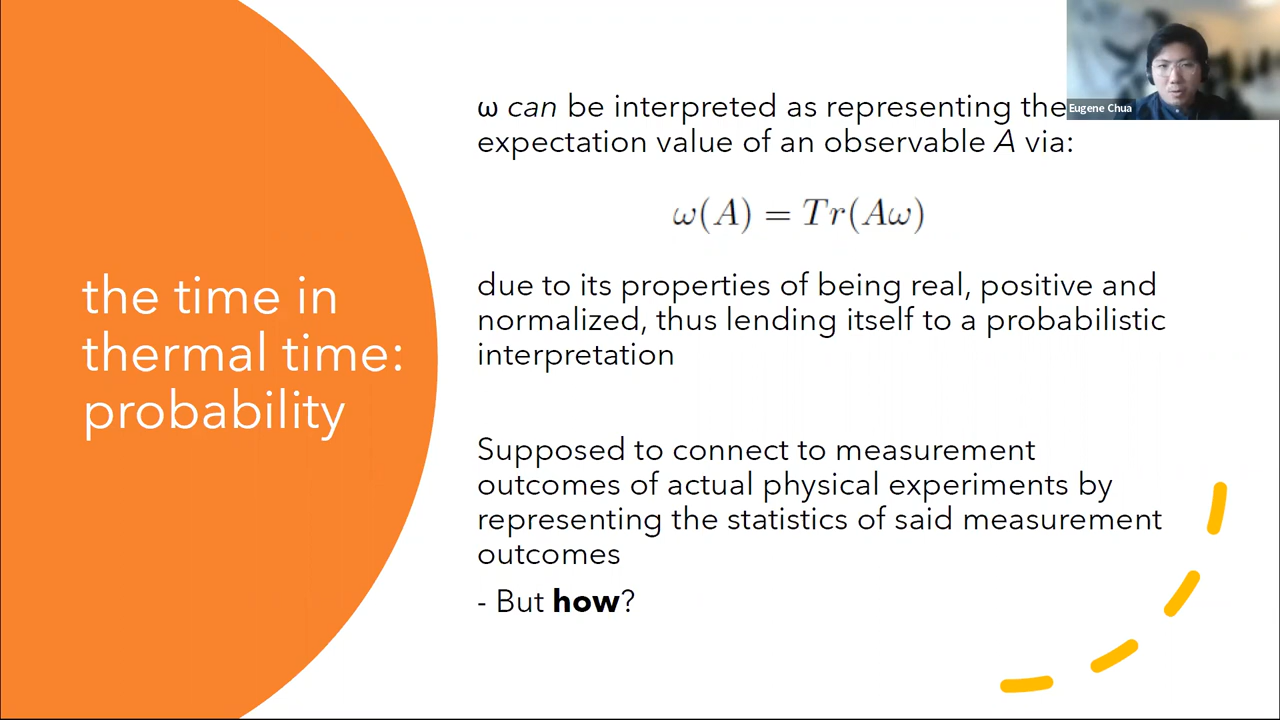 the time in
thermal time:
probability
ω can be interpreted as representing the
expectation value of an observable A via:
ω(A) = Tr(Aω)
due to its properties of being real, positive and
normalized, thus lending itself to a probabilistic
interpretation
Supposed to connect to measurement
outcomes of actual physical experiments by
representing the statistics of said measurement
outcomes
- But how?
Eugene Chua